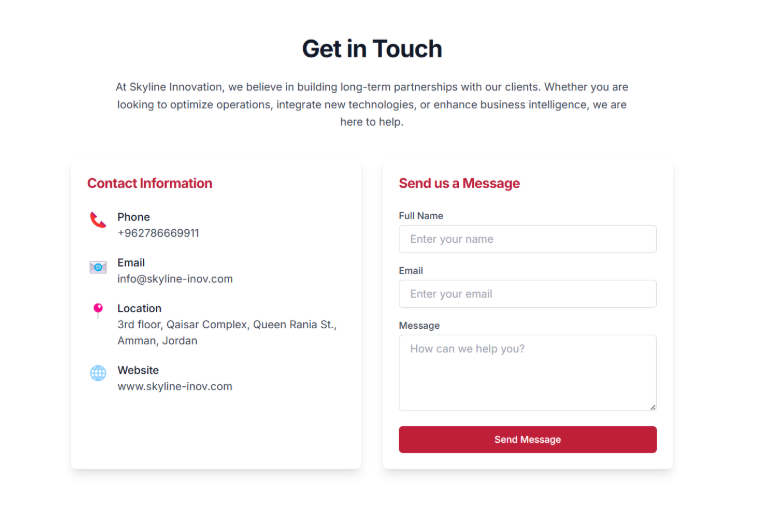 Get in Touch
At Skyline Innovation, we believe in building long-term partnerships with our clients. Whether you are
looking to optimize operations, integrate new technologies, or enhance business intelligence, we are
here to help.
Contact Information
Phone
+962786669911
Email
info@skyline-inov.com
Location
3rd floor, Qaisar Complex, Queen Rania St.,
Amman, Jordan
Website
www.skyline-inov.com
Send us a Message
Full Name
Enter your name
Email
Enter your email
Message
How can we help you?
Send Message